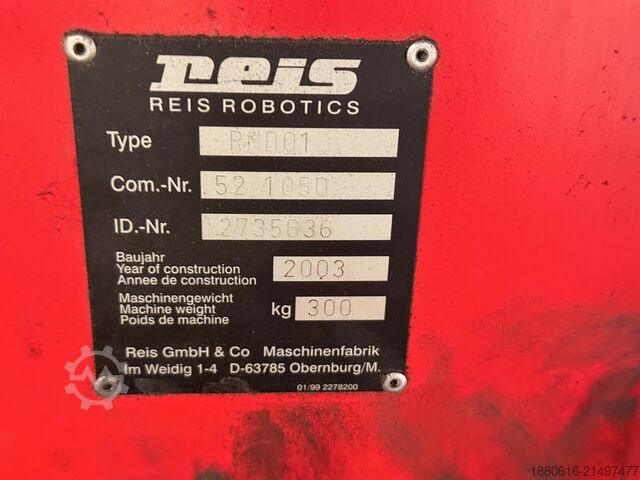 reis
REIS ROBOTICS
Type RMD01
Com.-Nr. 52 1050
ID.-Nr. 2735636
Baujahr
Year of construction 2003
Annee de construction
Maschinengewicht
Machine weight kg 300
Poids de machine
Reis GmbH & Co Maschinenfabrik
Im Weidig 1-4 D-63785 Obernburg/M.
01/99 2278200
1880616-21497477